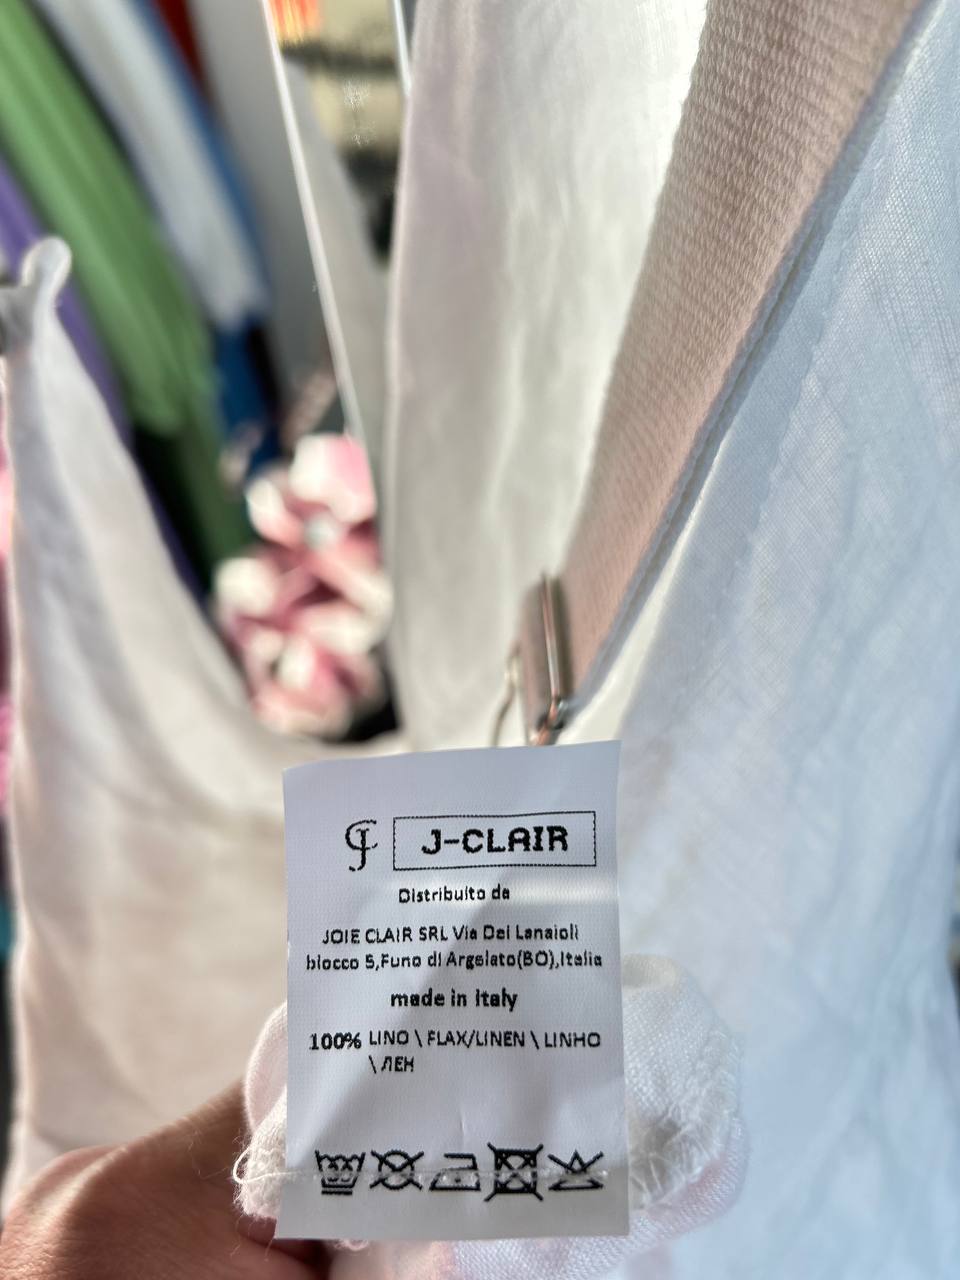 J-CLAIR
Distribuito da
JOIE CLAIR SRL Via Dei Lanaioli
blocco 5,Funo di Argelato(BO),Italia
made in Italy
100% LINO \ FLAX/LINEN \ LINHO
\ ЛЕН